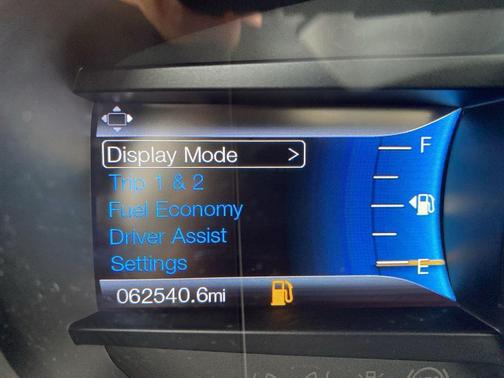 Display Mode >
F
Trip 1 & 2
Fuel Economy
Driver Assist
Settings
E
062540.6mi